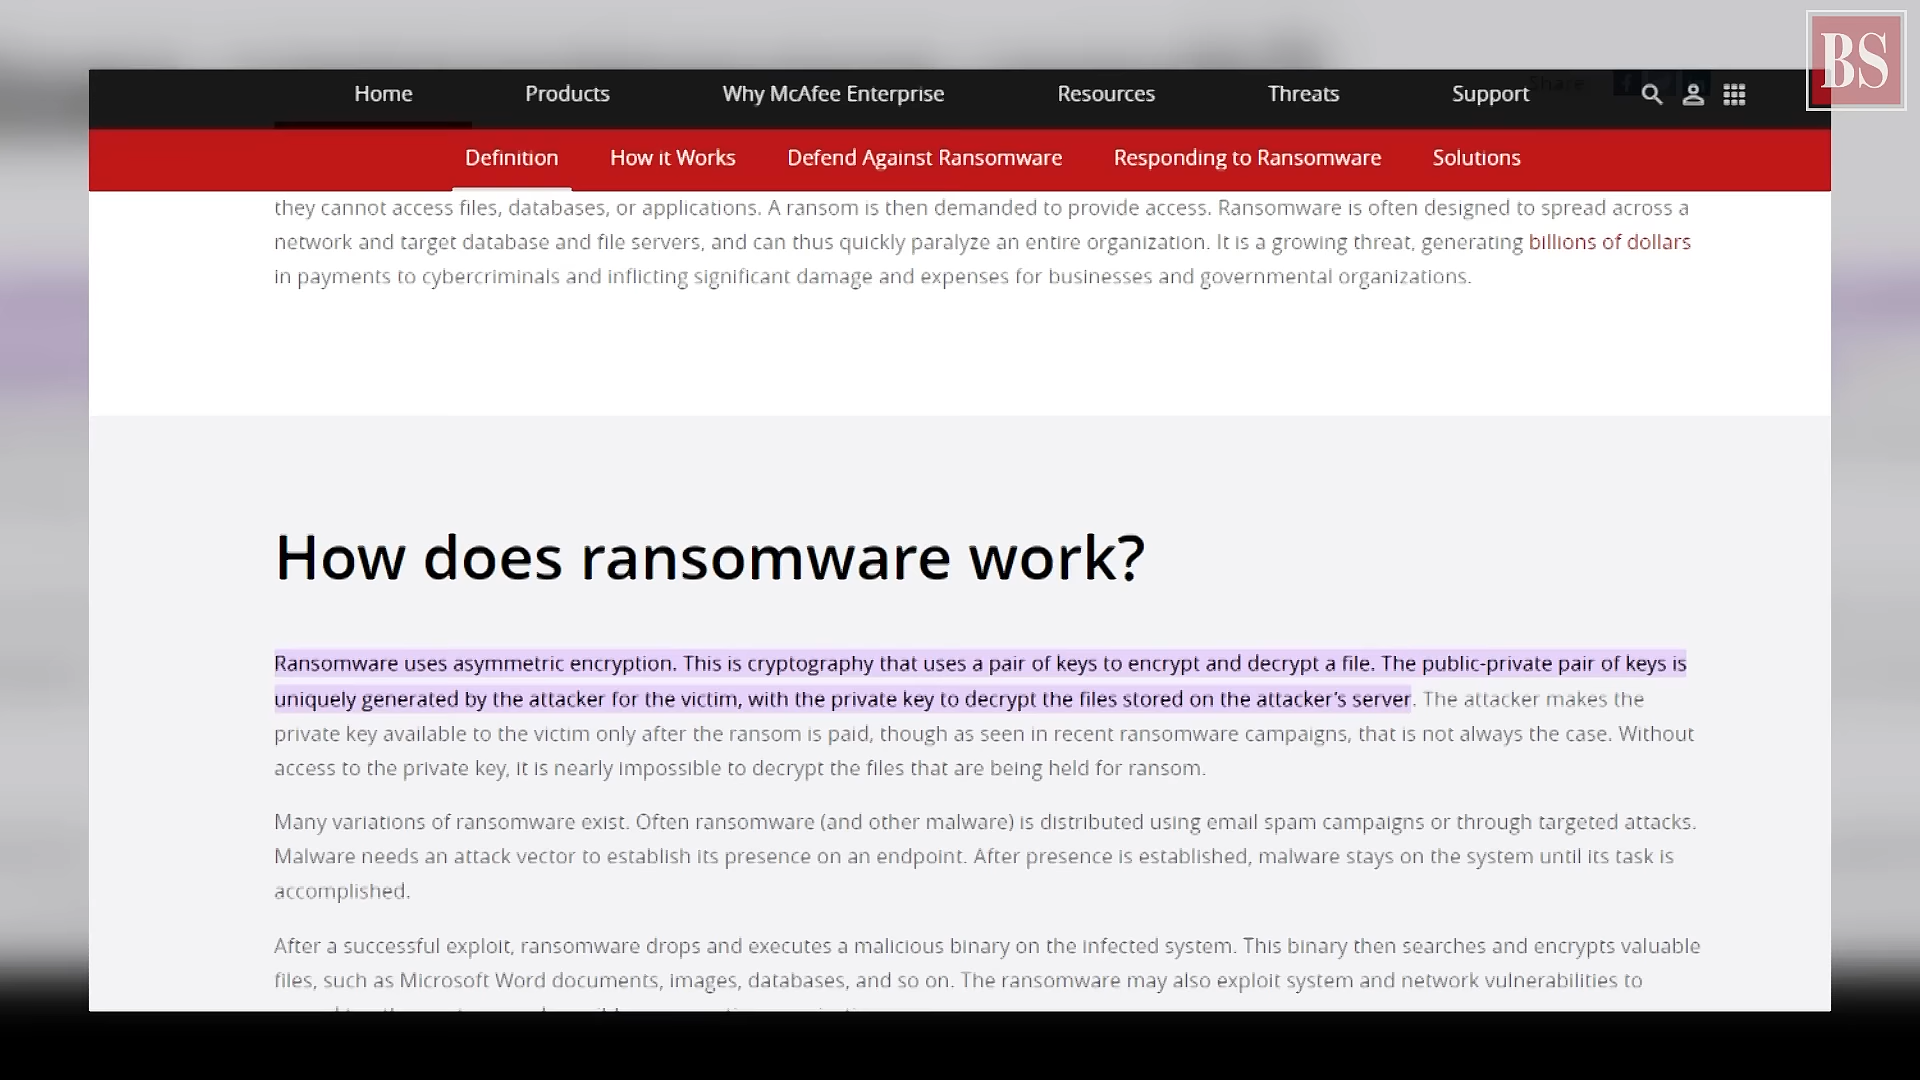 BS
Share
Home Products Why McAfee Enterprise Resources Threats Support
Definition How it Works Defend Against Ransomware Responding to Ransomware Solutions
they cannot access files, databases, or applications. A ransom is then demanded to provide access. Ransomware is often designed to spread across a
network and target database and file servers, and can thus quickly paralyze an entire organization. It is a growing threat, generating billions of dollars
in payments to cybercriminals and inflicting significant damage and expenses for businesses and governmental organizations.
How does ransomware work?
Ransomware uses asymmetric encryption. This is cryptography that uses a pair of keys to encrypt and decrypt a file. The public-private pair of keys is
uniquely generated by the attacker for the victim, with the private key to decrypt the files stored on the attacker's server. The attacker makes the
private key available to the victim only after the ransom is paid, though as seen in recent ransomware campaigns, that is not always the case. Without
access to the private key, it is nearly impossible to decrypt the files that are being held for ransom.
Many variations of ransomware exist. Often ransomware (and other malware) is distributed using email spam campaigns or through targeted attacks.
Malware needs an attack vector to establish its presence on an endpoint. After presence is established, malware stays on the system until its task is
accomplished.
After a successful exploit, ransomware drops and executes a malicious binary on the infected system. This binary then searches and encrypts valuable
files, such as Microsoft Word documents, images, databases, and so on. The ransomware may also exploit system and network vulnerabilities to